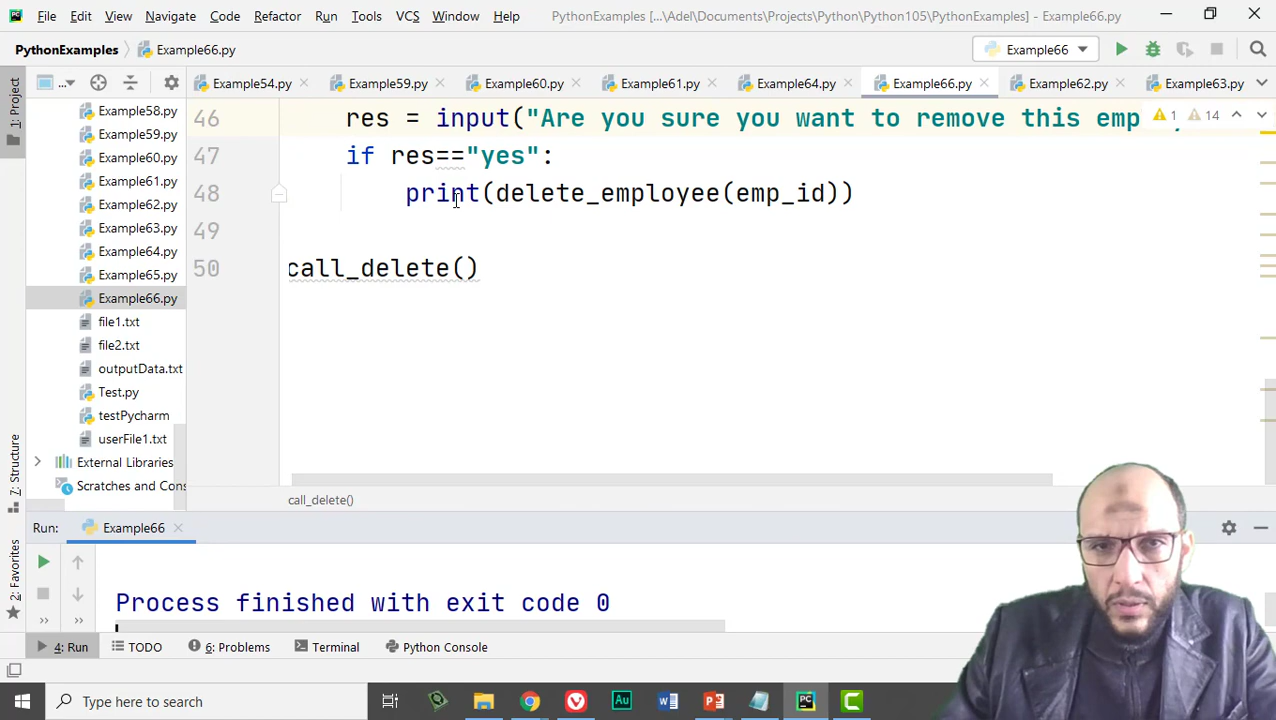 File Edit View Navigate Code Refactor Run Tools VCS Window Help PythonExamples [...\Adel\Documents\Projects\Python\Python105\PythonExamples] - Example66.py
PythonExamples Example66.py Example66
Example54.py Example59.py Example60.py Example61.py Example64.py Example66.py Example62.py Example63.py
1: Project
Example58.py
Example59.py
Example60.py
Example61.py
Example62.py
Example63.py
Example64.py
Example65.py
Example66.py
file1.txt
file2.txt
outputData.txt
Test.py
testPycharm
userFile1.txt
External Libraries
Scratches and Cons
46 res = input("Are you sure you want to remove this emp
1 14
47 if res=="yes":
48 print(delete_employee(emp_id))
49
50 call_delete()
call_delete()
7: Structure
2: Favorites
Run: Example66
Process finished with exit code 0
4: Run TODO 6: Problems Terminal Python Console
Type here to search
Au
W
P
PC
C